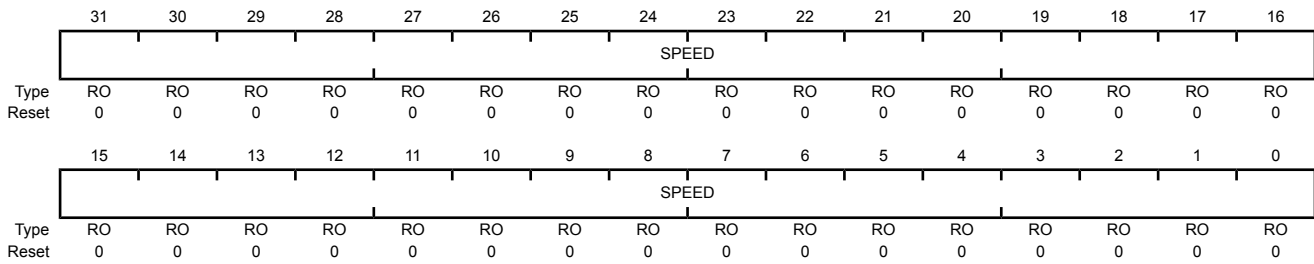 31 30 29 28 27 26 25 24 23 22 21 20 19 18 17 16
SPEED
Type RO RO RO RO RO RO RO RO RO RO RO RO RO RO RO RO
Reset 0 0 0 0 0 0 0 0 0 0 0 0 0 0 0 0
15 14 13 12 11 10 9 8 7 6 5 4 3 2 1 0
SPEED
Type RO RO RO RO RO RO RO RO RO RO RO RO RO RO RO RO
Reset 0 0 0 0 0 0 0 0 0 0 0 0 0 0 0 0